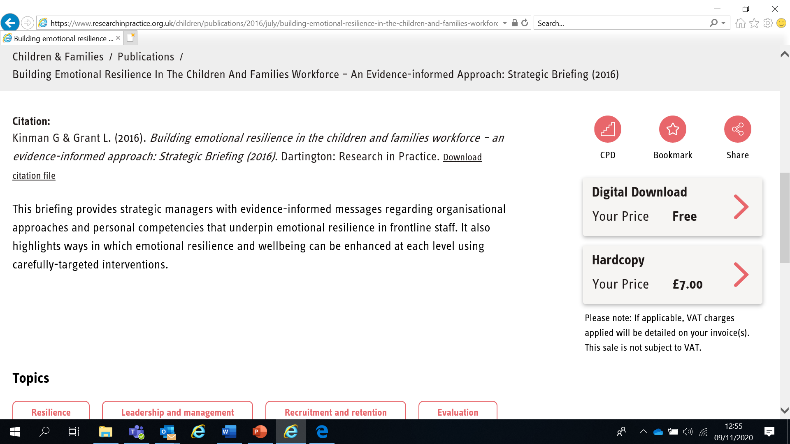 https://www.researchinpractice.org.uk/children/publications/2016/july/building-emotional-resilience-in-the-children-and-families-workforc
Search...
Building emotional resilience ...
Children & Families / Publications /
Building Emotional Resilience In The Children And Families Workforce – An Evidence-informed Approach: Strategic Briefing (2016)
Citation:
Kinman G & Grant L. (2016). Building emotional resilience in the children and families workforce – an
evidence-informed approach: Strategic Briefing (2016). Dartington: Research in Practice. Download
citation file
This briefing provides strategic managers with evidence-informed messages regarding organisational
approaches and personal competencies that underpin emotional resilience in frontline staff. It also
highlights ways in which emotional resilience and wellbeing can be enhanced at each level using
carefully-targeted interventions.
CPD
Bookmark
Share
Digital Download
Your Price Free
Hardcopy
Your Price £7.00
Please note: If applicable, VAT charges
applied will be detailed on your invoice(s).
This sale is not subject to VAT.
Topics
Resilience
Leadership and management
Recruitment and retention
Evaluation
12:55
09/11/2020